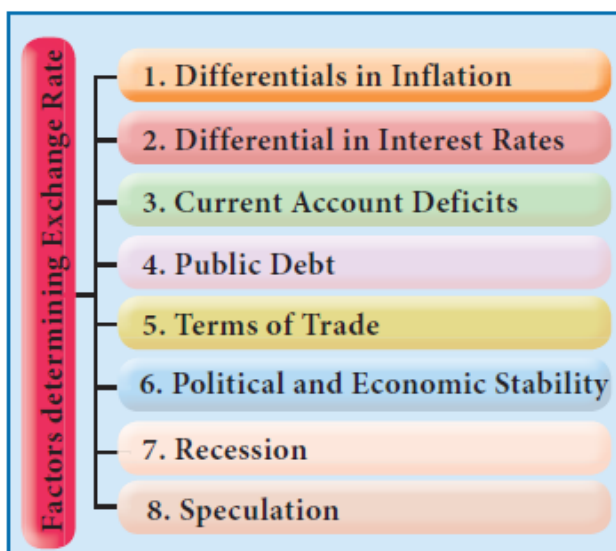 Factors determining Exchange Rate
1. Differentials in Inflation
2. Differential in Interest Rates
3. Current Account Deficits
4. Public Debt
5. Terms of Trade
6. Political and Economic Stability
7. Recession
8. Speculation